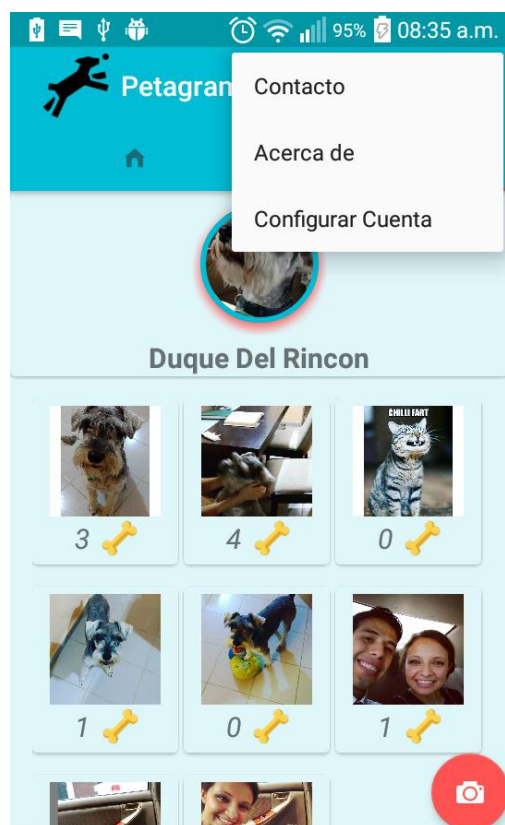 95% 08:35 a.m.
Petagram
Contacto
Acerca de
Configurar Cuenta
Duque Del Rincon
CHILLI FART
3
4
0
1
0
1